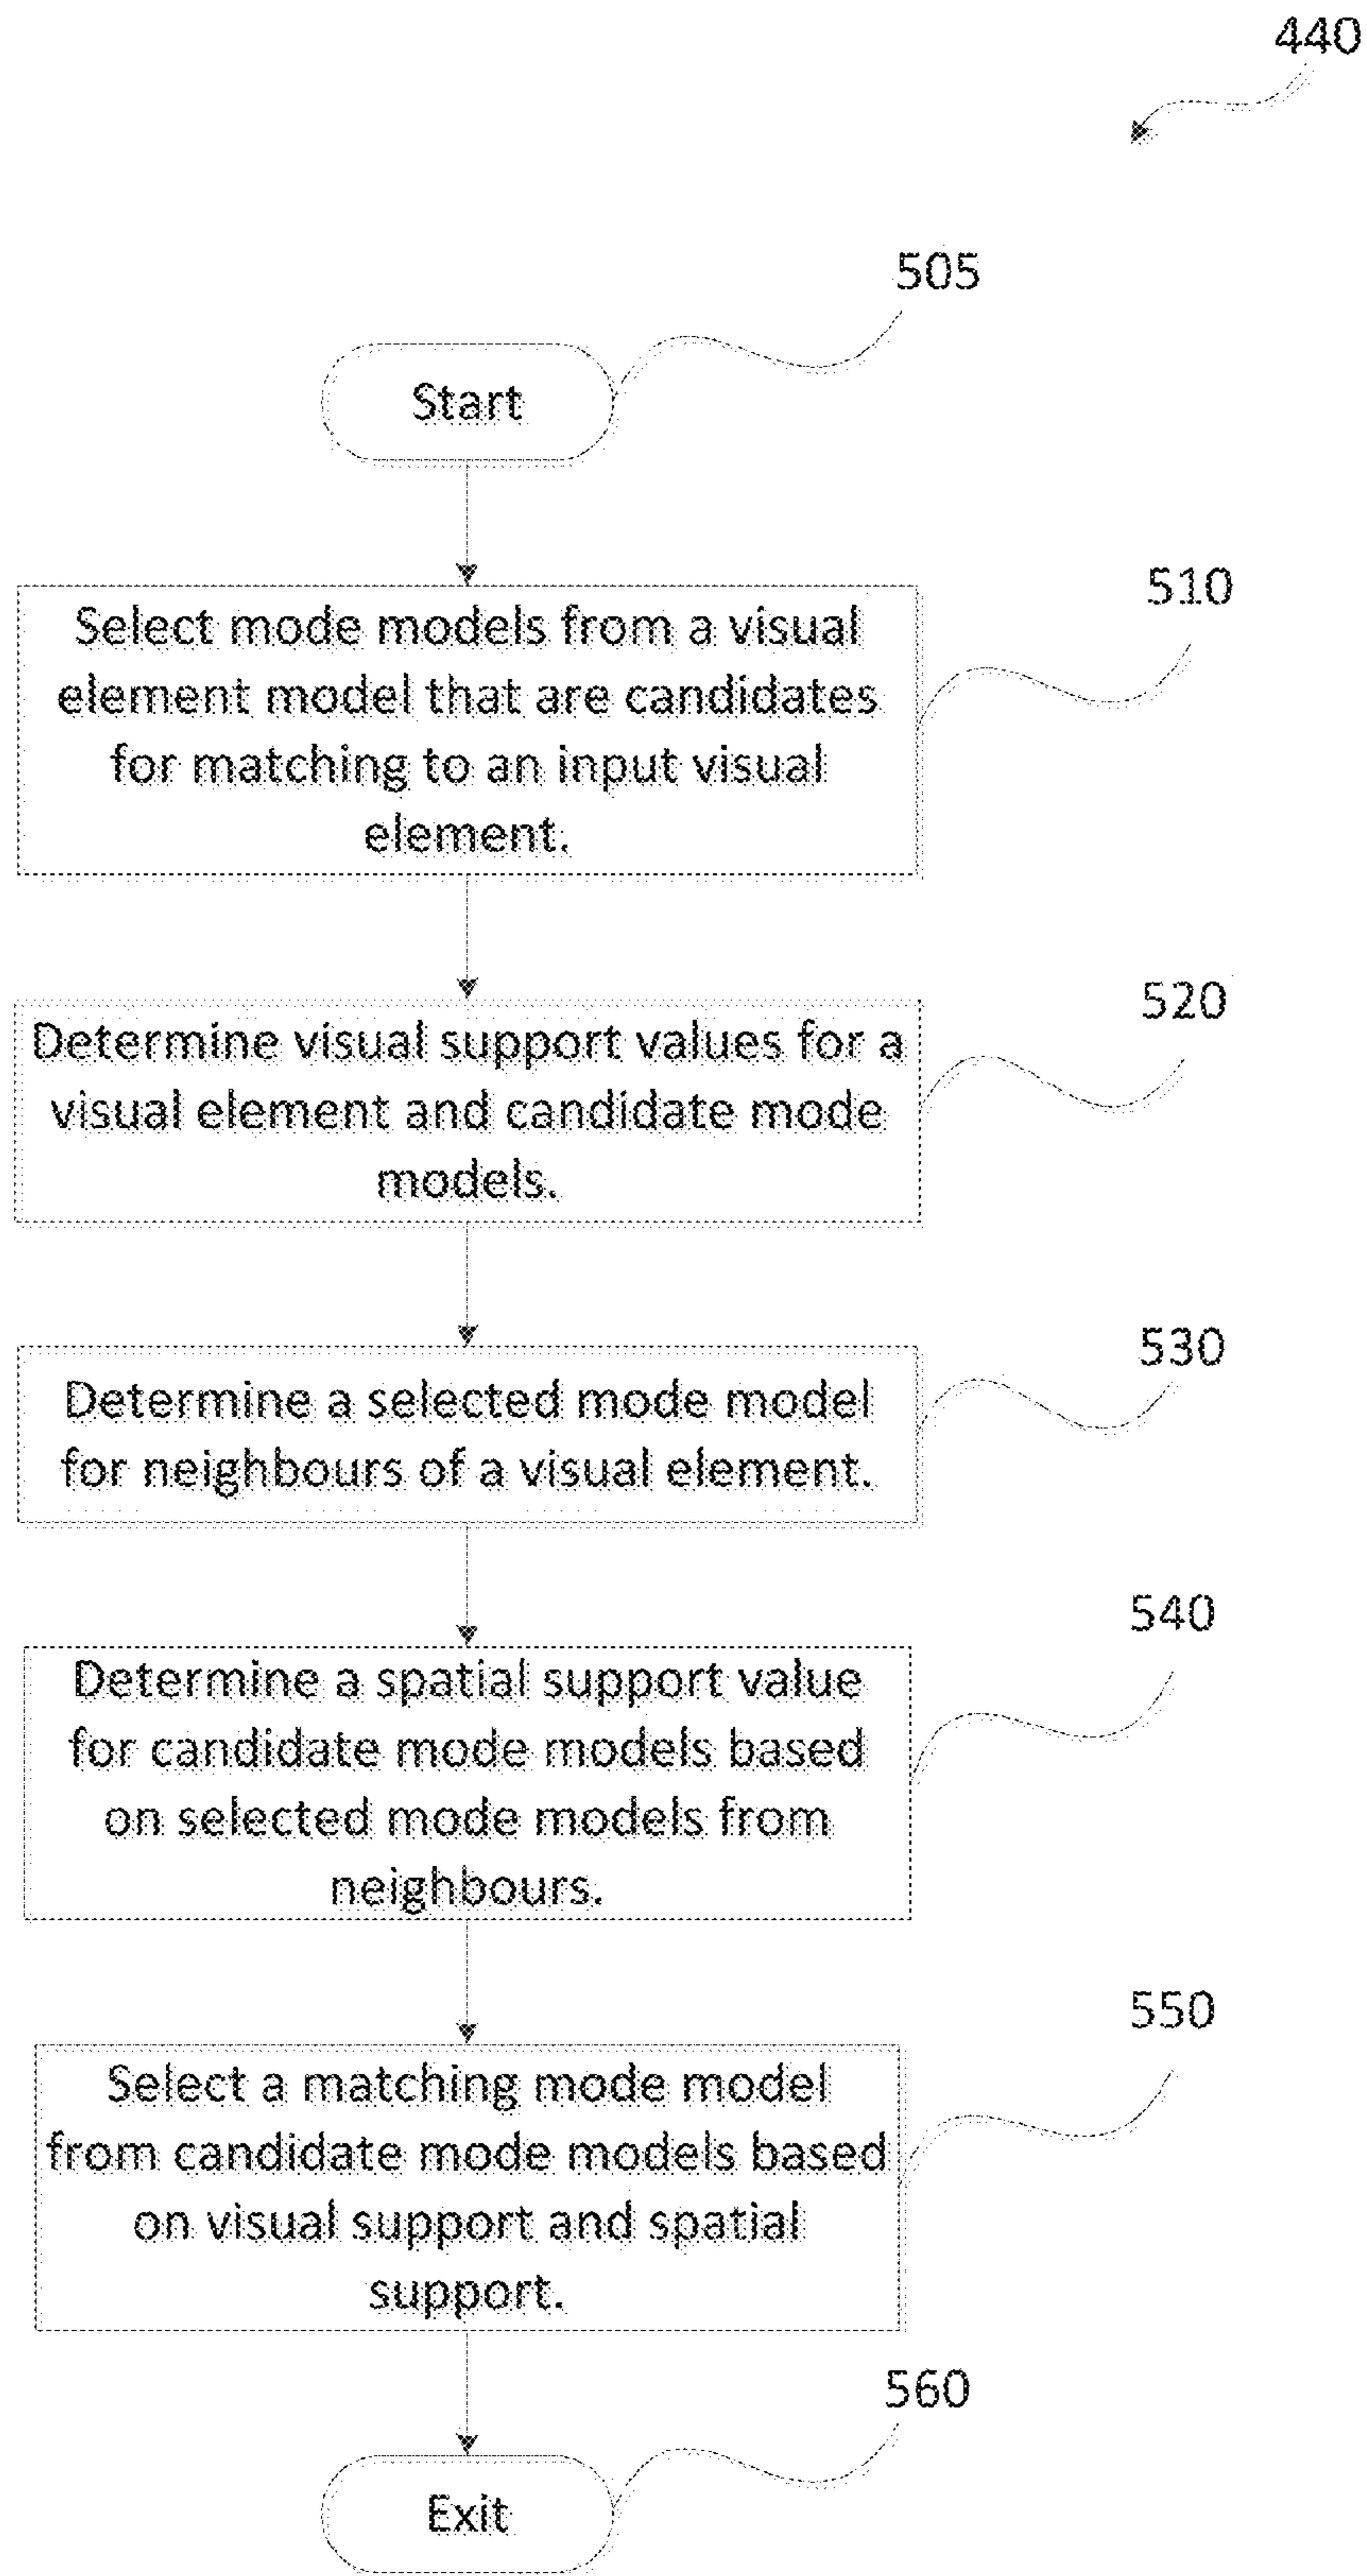 440
505
Start
510
Select mode models from a visual
element model that are candidates
for matching to an input visual
element.
520
Determine visual support values for a
visual element and candidate mode
models.
530
Determine a selected mode model
for neighbours of a visual element.
540
Determine a spatial support value
for candidate mode models based
on selected mode models from
neighbours.
550
Select a matching mode model
from candidate mode models based
on visual support and spatial
support.
560
Exit